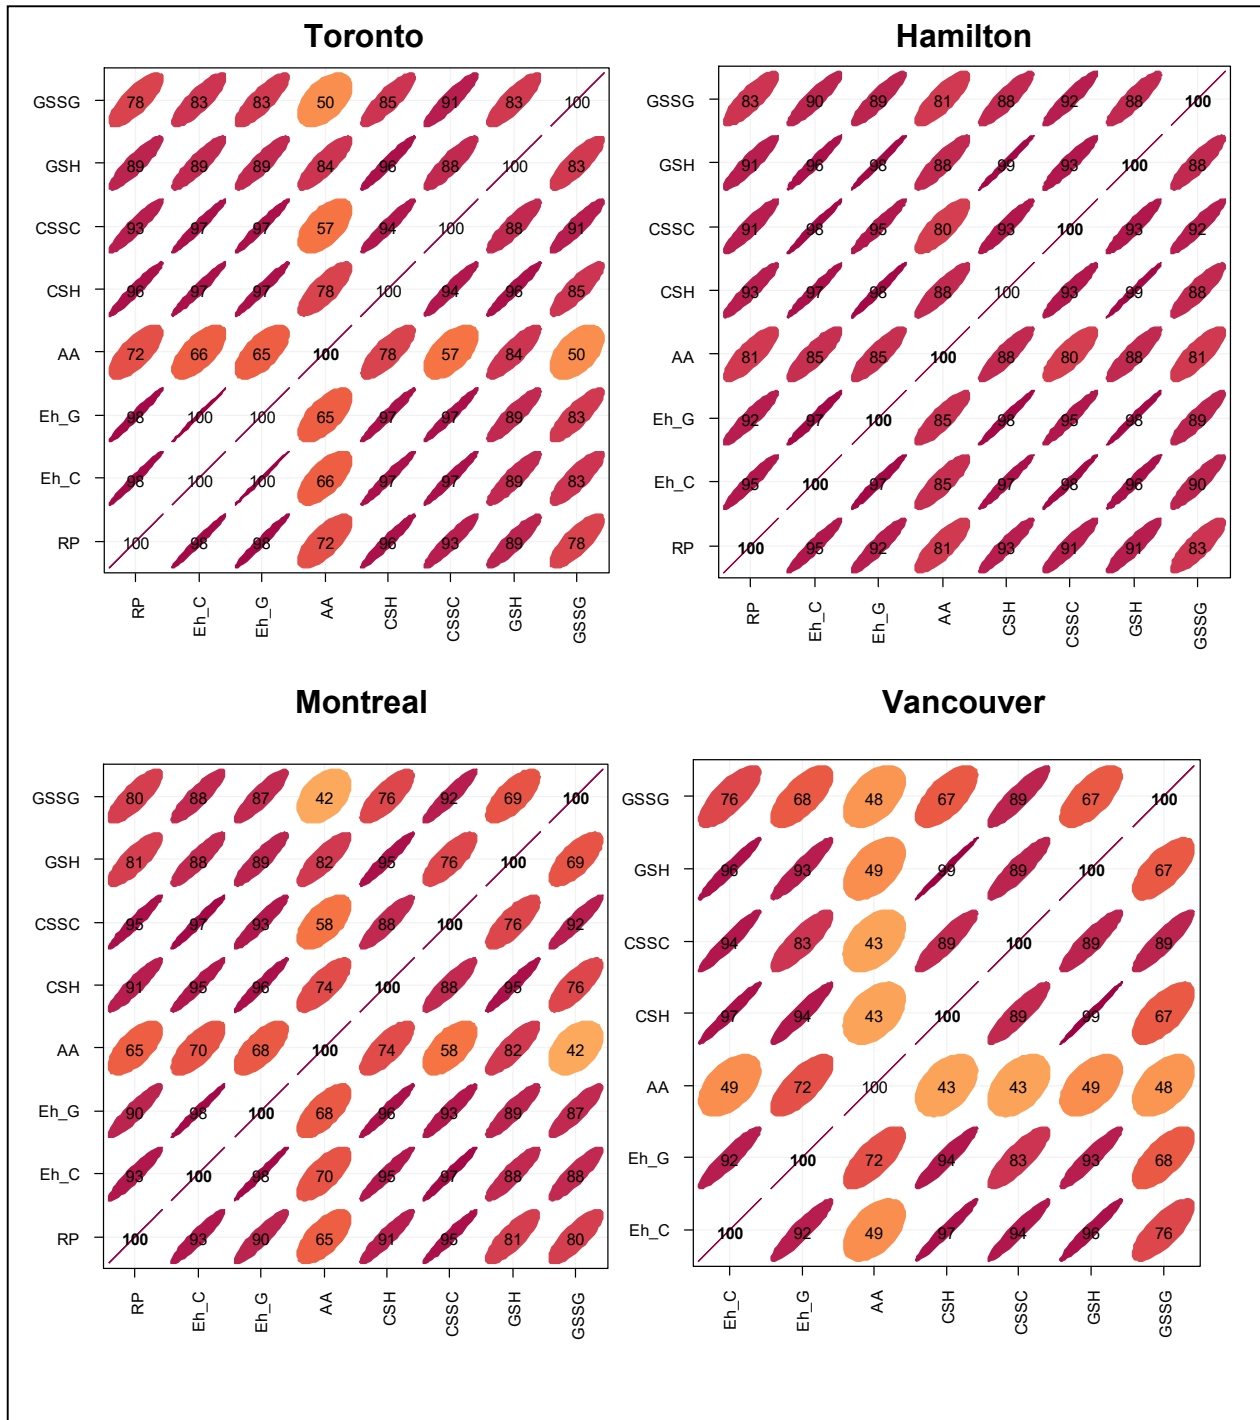 Toronto
GSSG 78 83 83 50 85 91 83 100
GSH 89 89 89 84 96 88 100 83
CSSC 93 97 97 57 94 100 88 91
CSH 96 97 97 78 100 94 96 85
AA 72 66 65 100 78 57 84 50
Eh_G 98 100 100 65 97 97 89 83
Eh_C 98 100 100 66 97 97 89 83
RP 100 98 98 72 96 93 89 78
RP Eh_C Eh_G AA CSH CSSC GSH GSSG
Hamilton
GSSG 83 90 89 81 88 92 88 100
GSH 91 96 98 88 99 93 100 88
CSSC 91 98 95 80 93 100 93 92
CSH 93 97 98 88 100 93 99 88
AA 81 85 85 100 88 80 88 81
Eh_G 92 97 100 85 98 95 98 89
Eh_C 95 100 97 85 97 98 96 90
RP 100 95 92 81 93 91 91 83
RP Eh_C Eh_G AA CSH CSSC GSH GSSG
Montreal
GSSG 80 88 87 42 76 92 69 100
GSH 81 88 89 82 95 76 100 69
CSSC 95 97 93 58 88 100 76 92
CSH 91 95 96 74 100 88 95 76
AA 65 70 68 100 74 58 82 42
Eh_G 90 98 100 68 96 93 89 87
Eh_C 93 100 98 70 95 97 88 88
RP 100 93 90 65 91 95 81 80
RP Eh_C Eh_G AA CSH CSSC GSH GSSG
Vancouver
GSSG 76 68 48 67 89 67 100
GSH 96 93 49 99 89 100 67
CSSC 94 83 43 89 100 89 89
CSH 97 94 43 100 89 99 67
AA 49 72 100 43 43 49 48
Eh_G 92 100 72 94 83 93 68
Eh_C 100 92 49 97 94 96 76
Eh_C Eh_G AA CSH CSSC GSH GSSG